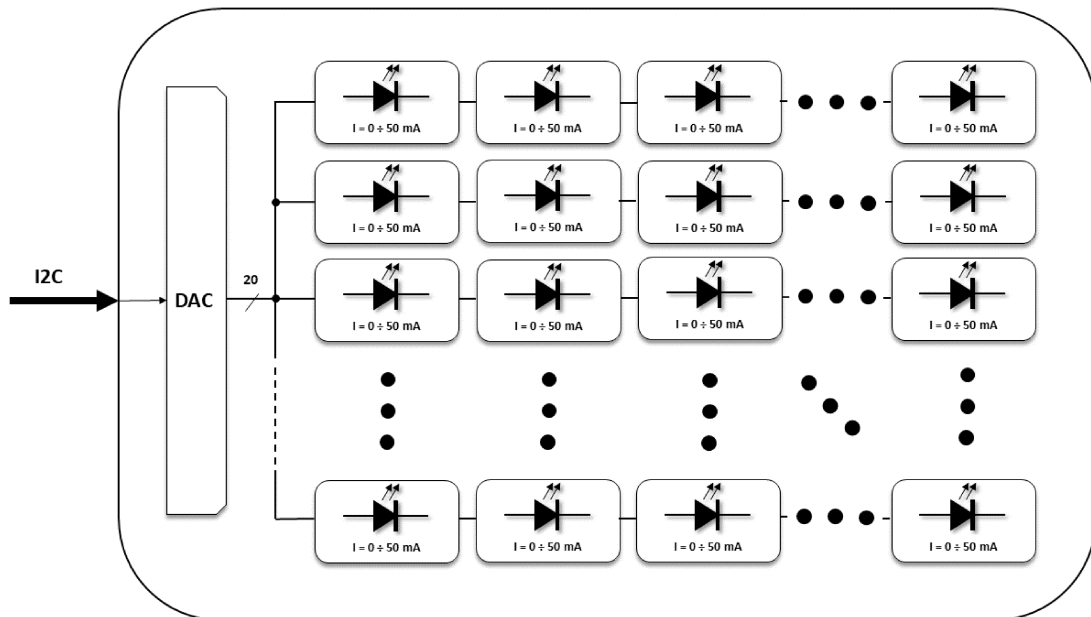 I = 0 ÷ 50 mA
I = 0 ÷ 50 mA
I = 0 ÷ 50 mA
I = 0 ÷ 50 mA
I = 0 ÷ 50 mA
I = 0 ÷ 50 mA
I = 0 ÷ 50 mA
I = 0 ÷ 50 mA
I2C
DAC
20
I = 0 ÷ 50 mA
I = 0 ÷ 50 mA
I = 0 ÷ 50 mA
I = 0 ÷ 50 mA
I = 0 ÷ 50 mA
I = 0 ÷ 50 mA
I = 0 ÷ 50 mA
I = 0 ÷ 50 mA